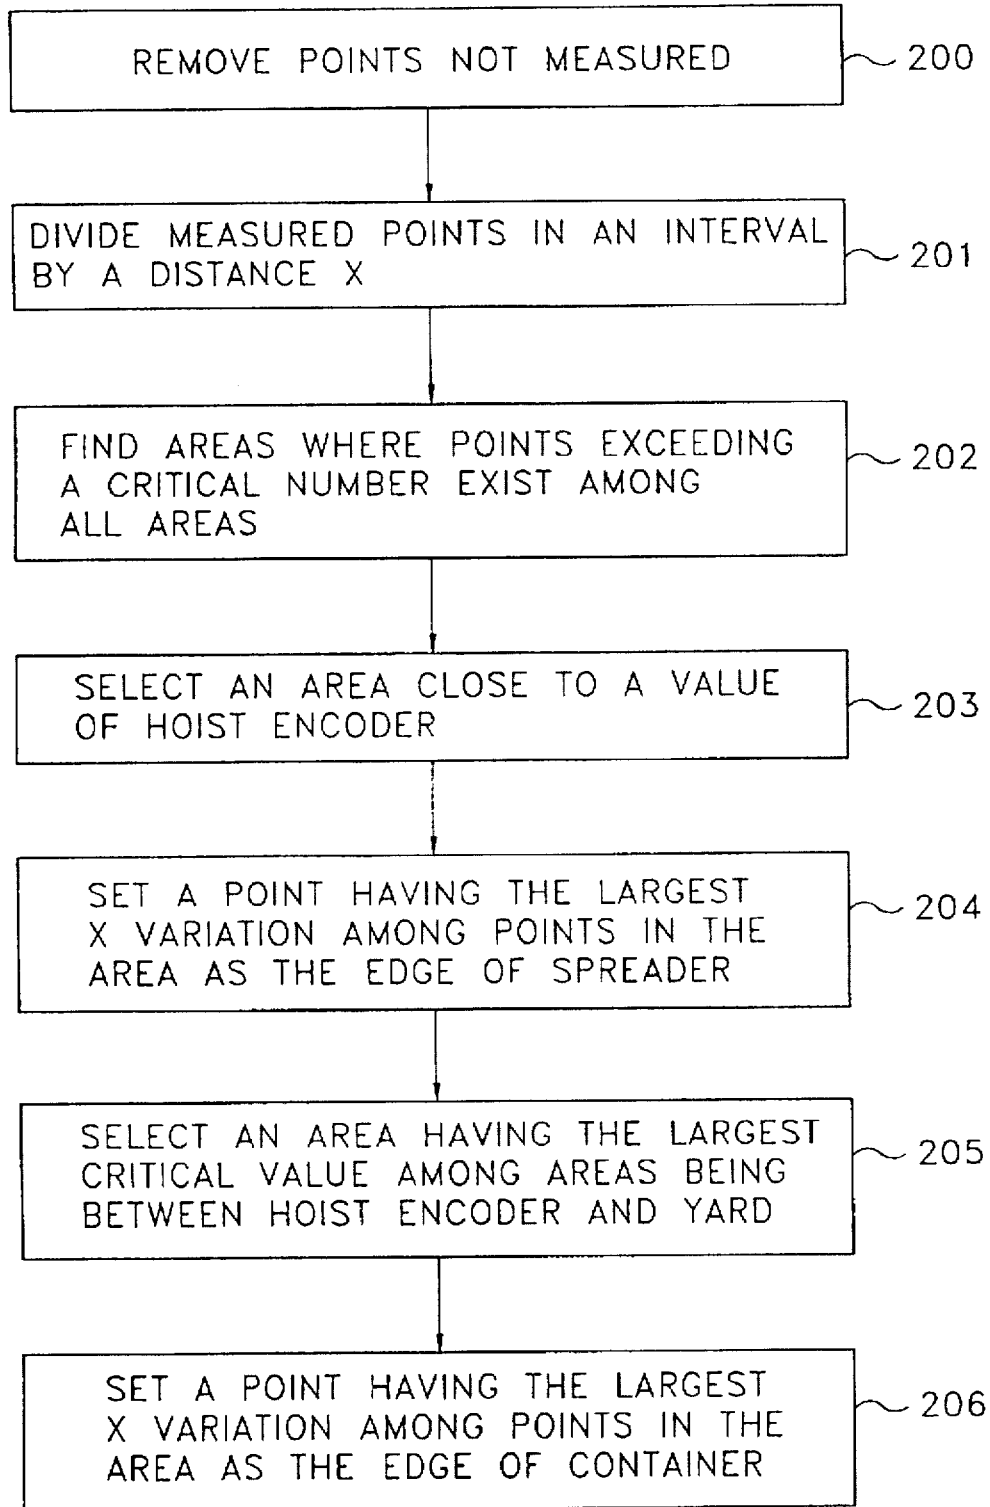 REMOVE POINTS NOT MEASURED
200
DIVIDE MEASURED POINTS IN AN INTERVAL
BY A DISTANCE X
201
FIND AREAS WHERE POINTS EXCEEDING
A CRITICAL NUMBER EXIST AMONG
ALL AREAS
202
SELECT AN AREA CLOSE TO A VALUE
OF HOIST ENCODER
203
SET A POINT HAVING THE LARGEST
X VARIATION AMONG POINTS IN THE
AREA AS THE EDGE OF SPREADER
204
SELECT AN AREA HAVING THE LARGEST
CRITICAL VALUE AMONG AREAS BEING
BETWEEN HOIST ENCODER AND YARD
205
SET A POINT HAVING THE LARGEST
X VARIATION AMONG POINTS IN THE
AREA AS THE EDGE OF CONTAINER
206